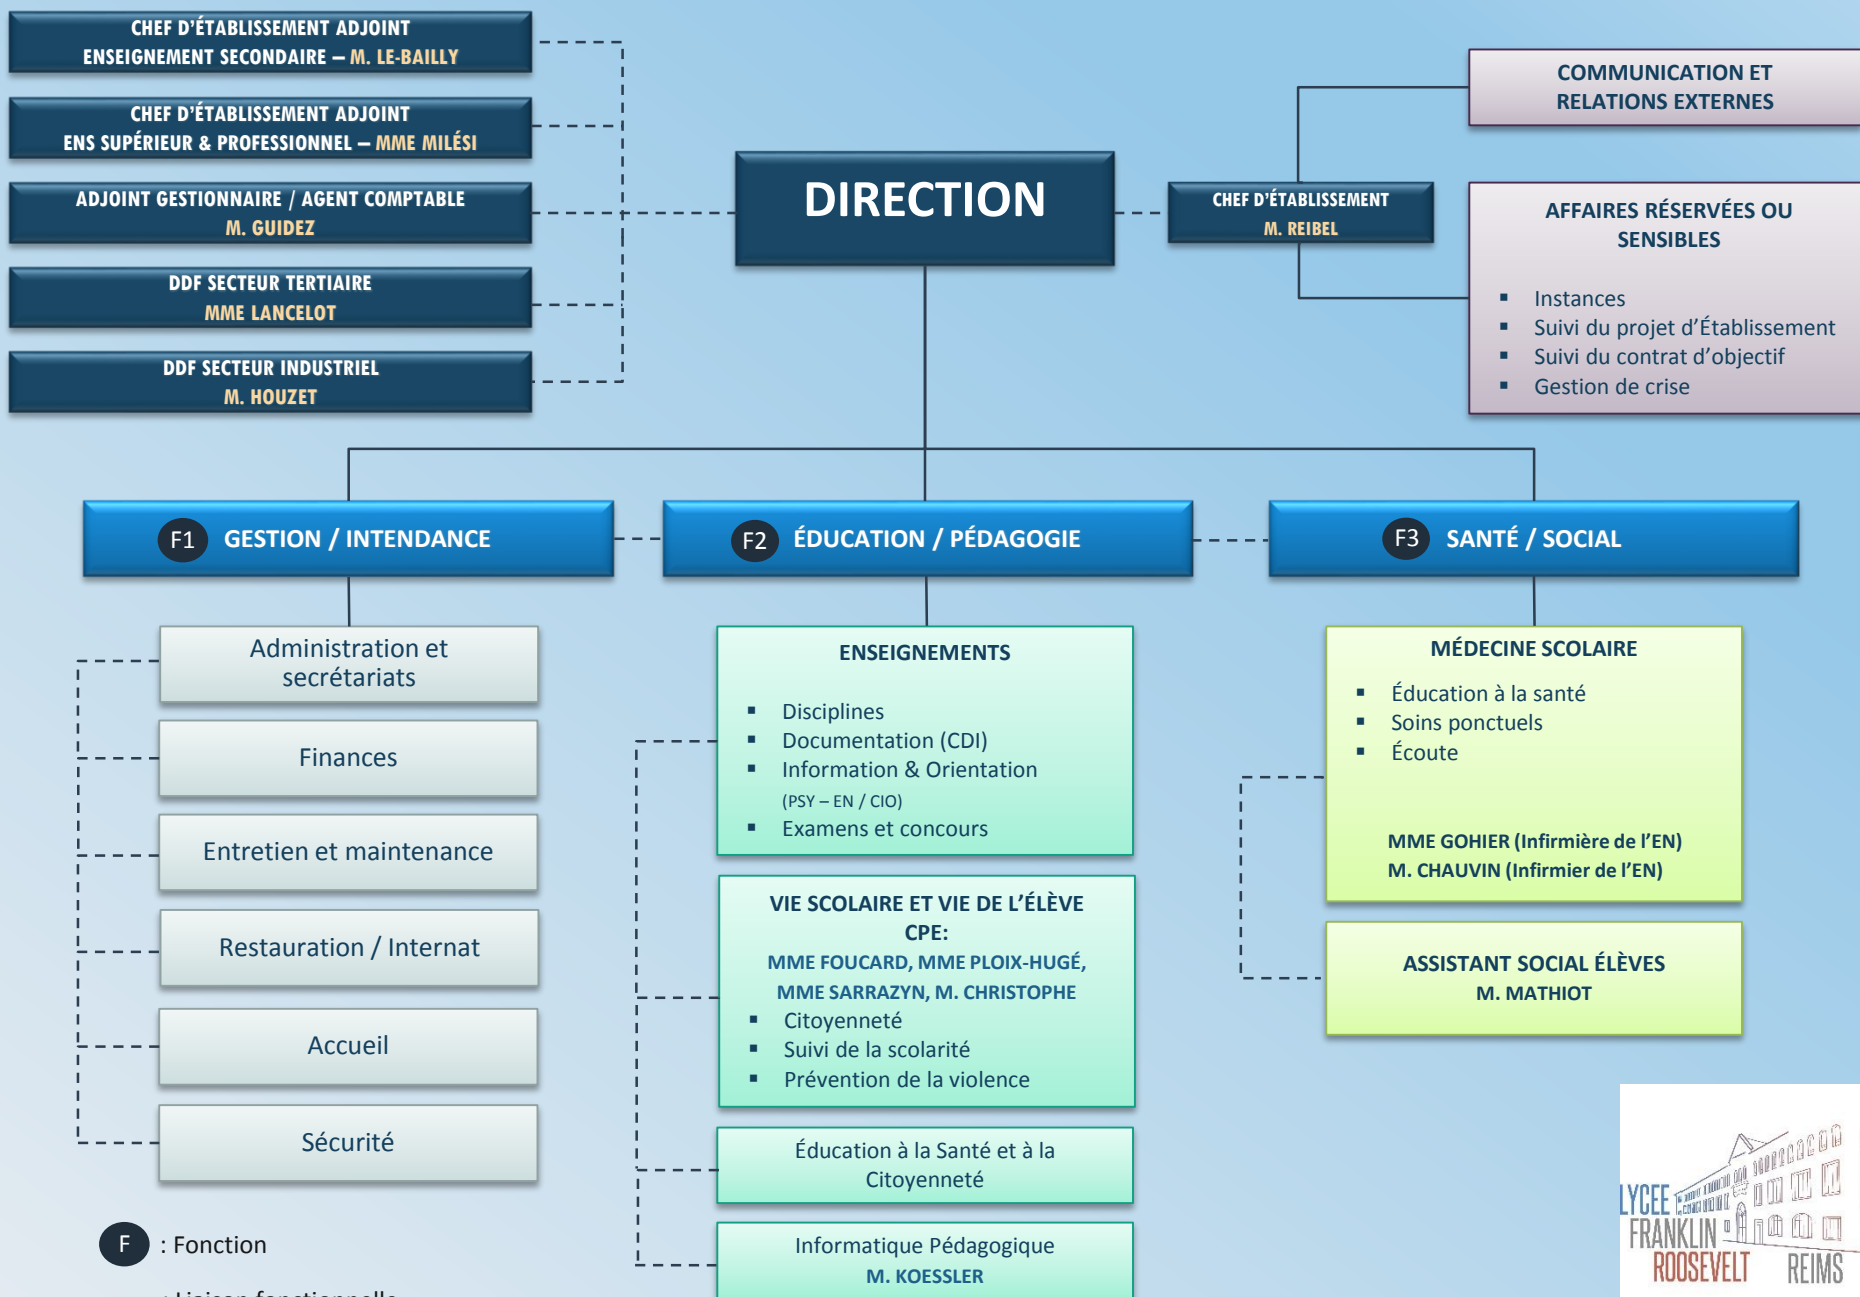 CHEF D'ÉTABLISSEMENT ADJOINT
ENSEIGNEMENT SECONDAIRE – M. LE-BAILLY
CHEF D'ÉTABLISSEMENT ADJOINT
ENS SUPÉRIEUR & PROFESSIONNEL – MME MILÉSI
ADJOINT GESTIONNAIRE / AGENT COMPTABLE
M. GUIDEZ
DDF SECTEUR TERTIAIRE
MME LANCELOT
DDF SECTEUR INDUSTRIEL
M. HOUZET
DIRECTION
CHEF D'ÉTABLISSEMENT
M. REIBEL
COMMUNICATION ET
RELATIONS EXTERNES
AFFAIRES RÉSERVÉES OU
SENSIBLES
▪ Instances
▪ Suivi du projet d'Établissement
▪ Suivi du contrat d'objectif
▪ Gestion de crise
F1 GESTION / INTENDANCE
F2 ÉDUCATION / PÉDAGOGIE
F3 SANTÉ / SOCIAL
Administration et
secrétariats
Finances
Entretien et maintenance
Restauration / Internat
Accueil
Sécurité
ENSEIGNEMENTS
▪ Disciplines
▪ Documentation (CDI)
▪ Information & Orientation
(PSY – EN / CIO)
▪ Examens et concours
VIE SCOLAIRE ET VIE DE L'ÉLÈVE
CPE:
MME FOUCARD, MME PLOIX-HUGÉ,
MME SARRAZYN, M. CHRISTOPHE
▪ Citoyenneté
▪ Suivi de la scolarité
▪ Prévention de la violence
Éducation à la Santé et à la
Citoyenneté
Informatique Pédagogique
M. KOESSLER
MÉDECINE SCOLAIRE
▪ Éducation à la santé
▪ Soins ponctuels
▪ Écoute
MME GOHIER (Infirmière de l'EN)
M. CHAUVIN (Infirmier de l'EN)
ASSISTANT SOCIAL ÉLÈVES
M. MATHIOT
F : Fonction
: Liaison fonctionnelle
LYCEE
FRANKLIN
ROOSEVELT REIMS